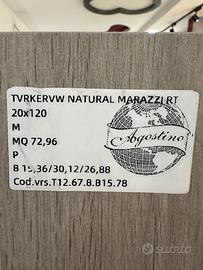 TVRKERVW NATURAL MARAZZI RT
20x120
M
MQ 72,96
P
B 15,36/30,12/26,88
Cod.vrs.T12.67.8.B15.78
Agostino
subito